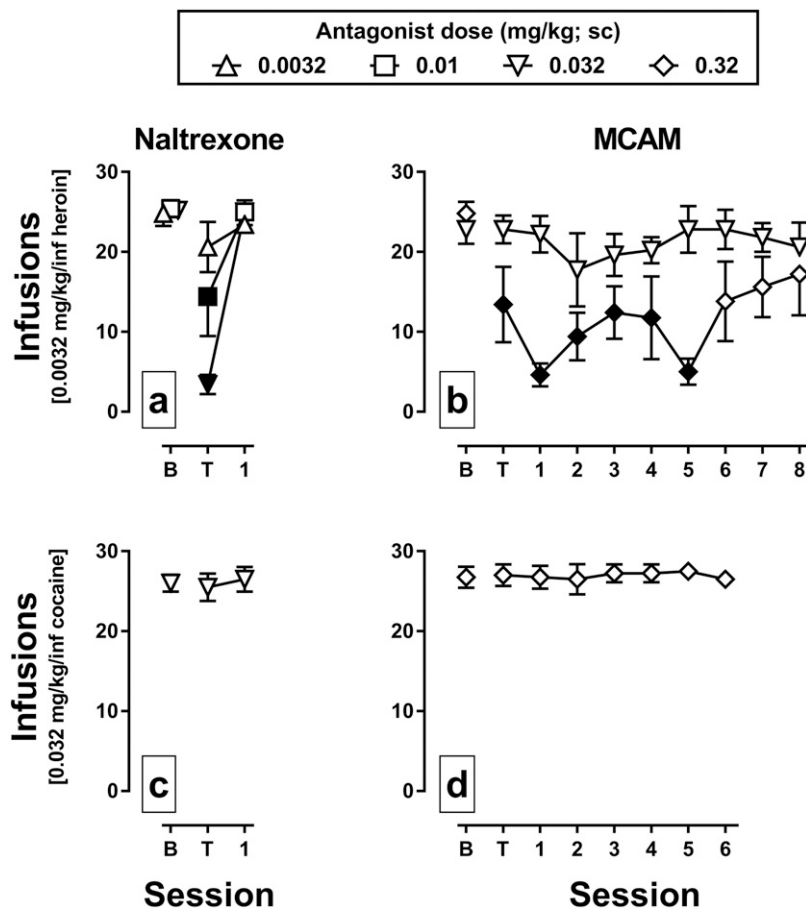 Antagonist dose (mg/kg; sc)
0.0032 0.01 0.032 0.32
Naltrexone
MCAM
Infusions
[0.0032 mg/kg/inf heroin]
30
20
10
0
a
B T 1
30
20
10
0
b
B T 1 2 3 4 5 6 7 8
Infusions
[0.032 mg/kg/inf cocaine]
30
20
10
0
c
B T 1
Session
30
20
10
0
d
B T 1 2 3 4 5 6
Session